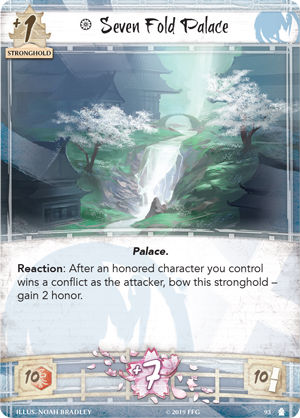 +1
Seven Fold Palace
STRONGHOLD
Palace.
Reaction: After an honored character you control
wins a conflict as the attacker, bow this stronghold –
gain 2 honor.
10
+7
10
ILLUS. NOAH BRADLEY
© 2019 FFG
93